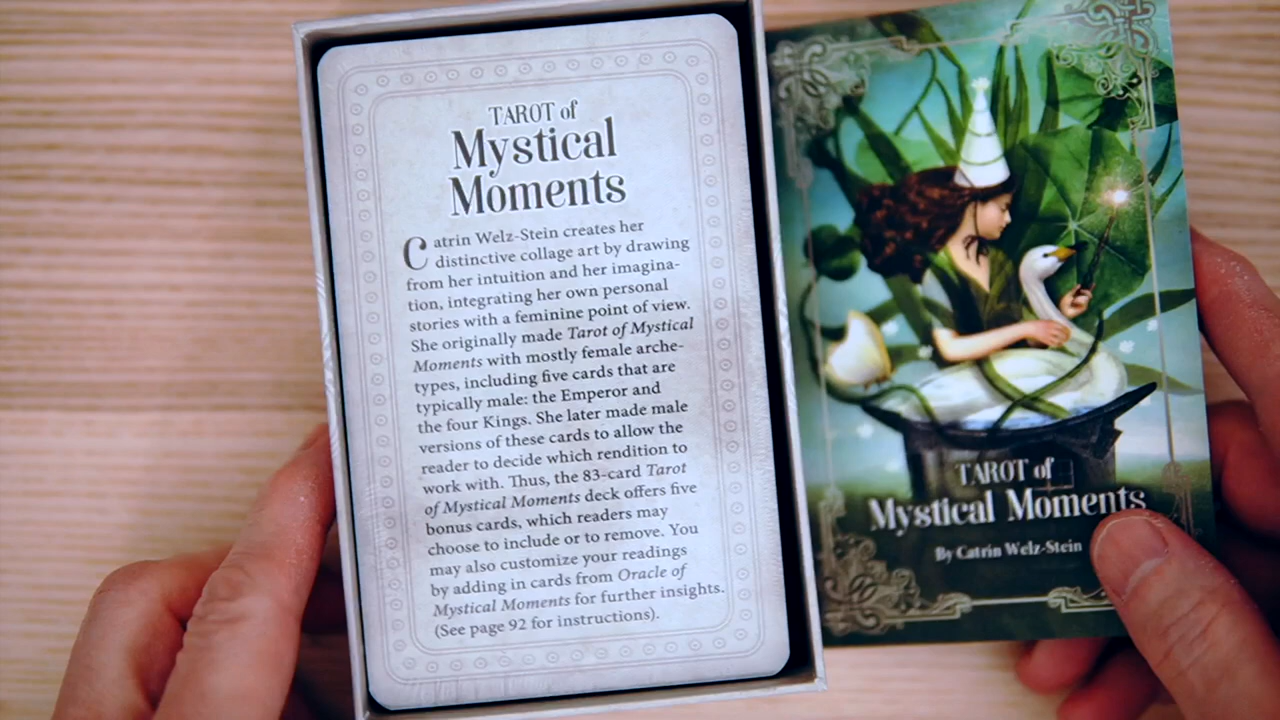 TAROT of
Mystical
Moments
Catrin Welz-Stein creates her
distinctive collage art by drawing
from her intuition and her imagina-
tion, integrating her own personal
stories with a feminine point of view.
She originally made Tarot of Mystical
Moments with mostly female arche-
types, including five cards that are
typically male: the Emperor and
the four Kings. She later made male
versions of these cards to allow the
reader to decide which rendition to
work with. Thus, the 83-card Tarot
of Mystical Moments deck offers five
bonus cards, which readers may
choose to include or to remove. You
may also customize your readings
by adding in cards from Oracle of
Mystical Moments for further insights.
(See page 92 for instructions).
TAROT of
Mystical Moments
By Catrin Welz-Stein